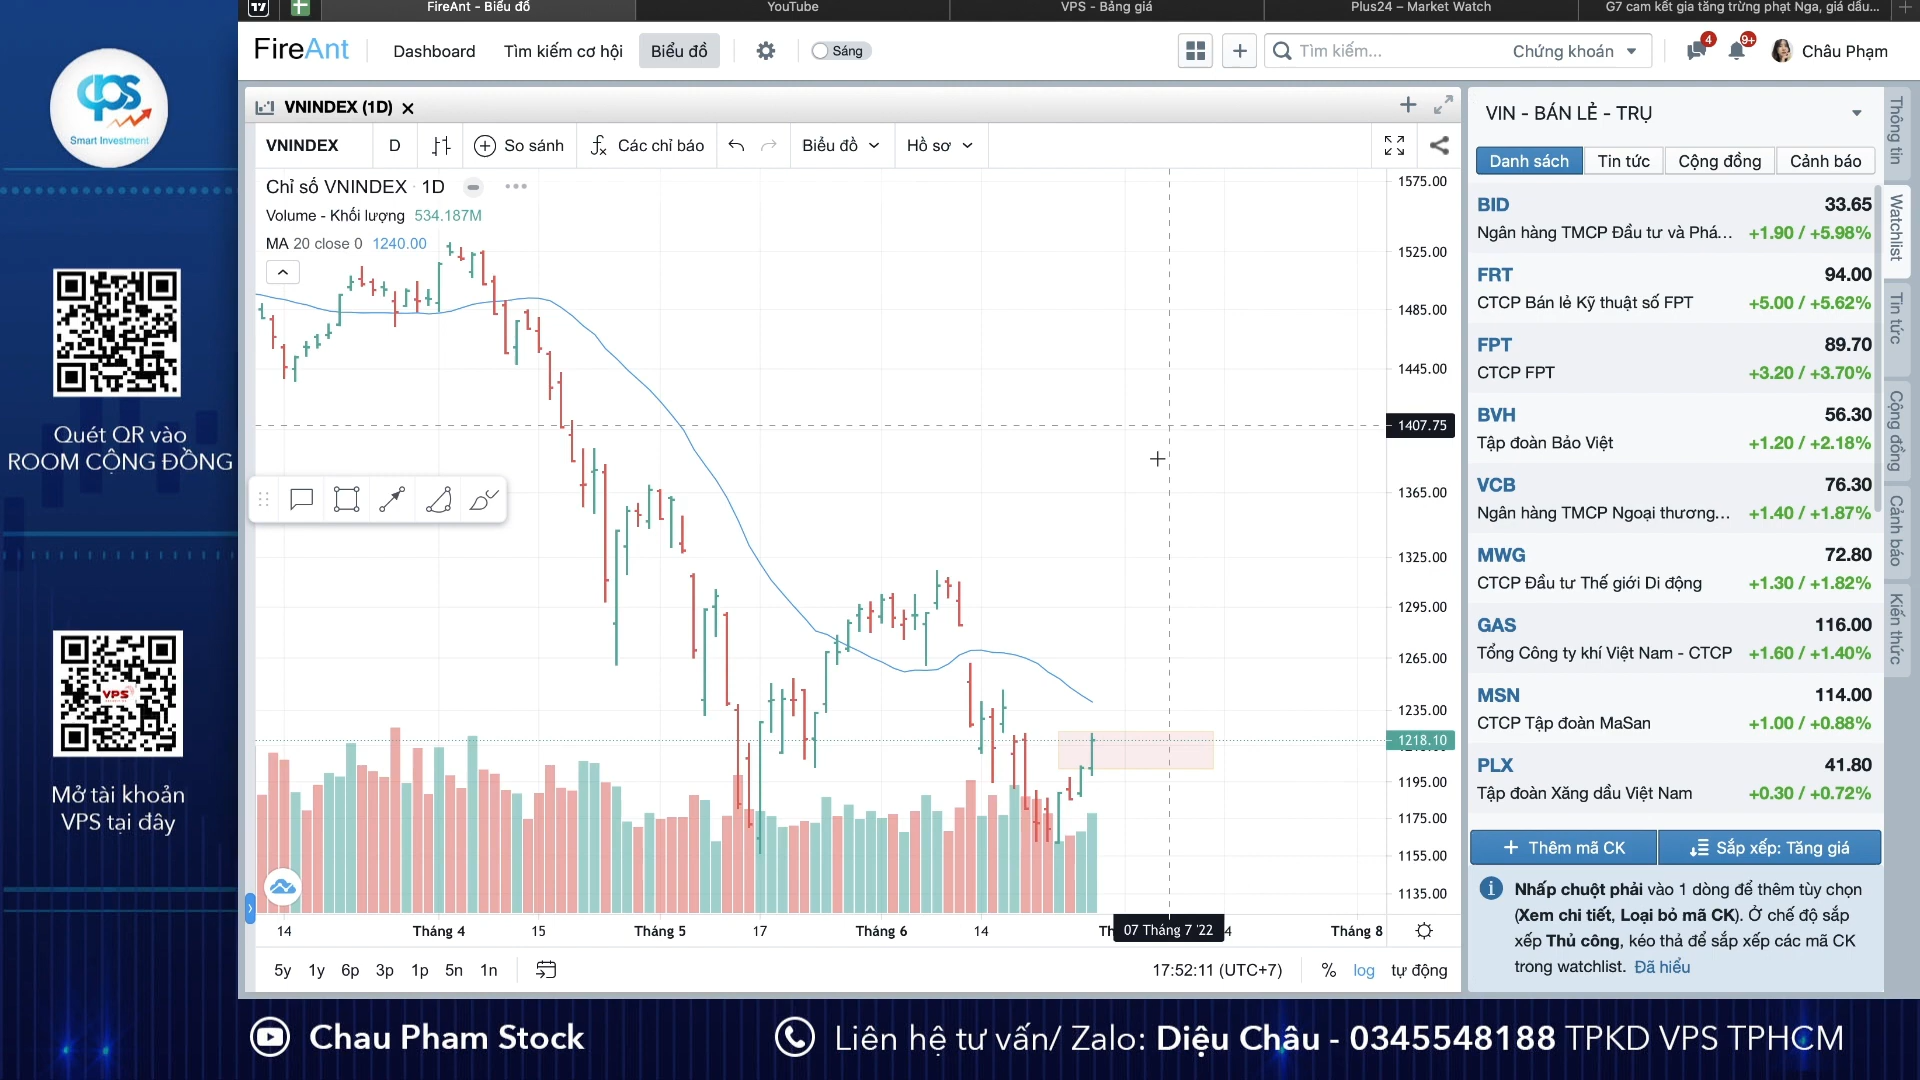 FireAnt - Biểu đồ
YouTube
VPS - Bảng giá
Plus24 – Market Watch
G7 cam kết gia tăng trừng phạt Nga, giá dầu...
FireAnt
Dashboard
Tìm kiếm cơ hội
Biểu đồ
Sáng
Tìm kiếm...
Chứng khoán
4
9+
Châu Phạm
VPS
Smart Investment
Quét QR vào
ROOM CỘNG ĐỒNG
VPS
Mở tài khoản
VPS tại đây
VNINDEX (1D)
VNINDEX
D
So sánh
Các chỉ báo
Biểu đồ
Hồ sơ
Chỉ số VNINDEX · 1D
Volume - Khối lượng 534.187M
MA 20 close 0 1240.00
1575.00
1525.00
1485.00
1445.00
1407.75
1365.00
1325.00
1295.00
1265.00
1235.00
1218.10
1195.00
1175.00
1155.00
1135.00
14
Tháng 4
15
Tháng 5
17
Tháng 6
14
Th
07 Tháng 7 '22
4
Tháng 8
5y 1y 6p 3p 1p 5n 1n
17:52:11 (UTC+7)
%
log
tự động
VIN - BÁN LẺ - TRỤ
Danh sách
Tin tức
Cộng đồng
Cảnh báo
BID 33.65
Ngân hàng TMCP Đầu tư và Phá... +1.90 / +5.98%
FRT 94.00
CTCP Bán lẻ Kỹ thuật số FPT +5.00 / +5.62%
FPT 89.70
CTCP FPT +3.20 / +3.70%
BVH 56.30
Tập đoàn Bảo Việt +1.20 / +2.18%
VCB 76.30
Ngân hàng TMCP Ngoại thương... +1.40 / +1.87%
MWG 72.80
CTCP Đầu tư Thế giới Di động +1.30 / +1.82%
GAS 116.00
Tổng Công ty khí Việt Nam - CTCP +1.60 / +1.40%
MSN 114.00
CTCP Tập đoàn MaSan +1.00 / +0.88%
PLX 41.80
Tập đoàn Xăng dầu Việt Nam +0.30 / +0.72%
Thêm mã CK
Sắp xếp: Tăng giá
Nhấp chuột phải vào 1 dòng để thêm tùy chọn
(Xem chi tiết, Loại bỏ mã CK). Ở chế độ sắp
xếp Thủ công, kéo thả để sắp xếp các mã CK
trong watchlist. Đã hiểu
Thông tin
Watchlist
Tin tức
Cộng đồng
Cảnh báo
Kiến thức
Chau Pham Stock
Liên hệ tư vấn/ Zalo: Diệu Châu - 0345548188 TPKD VPS TPHCM